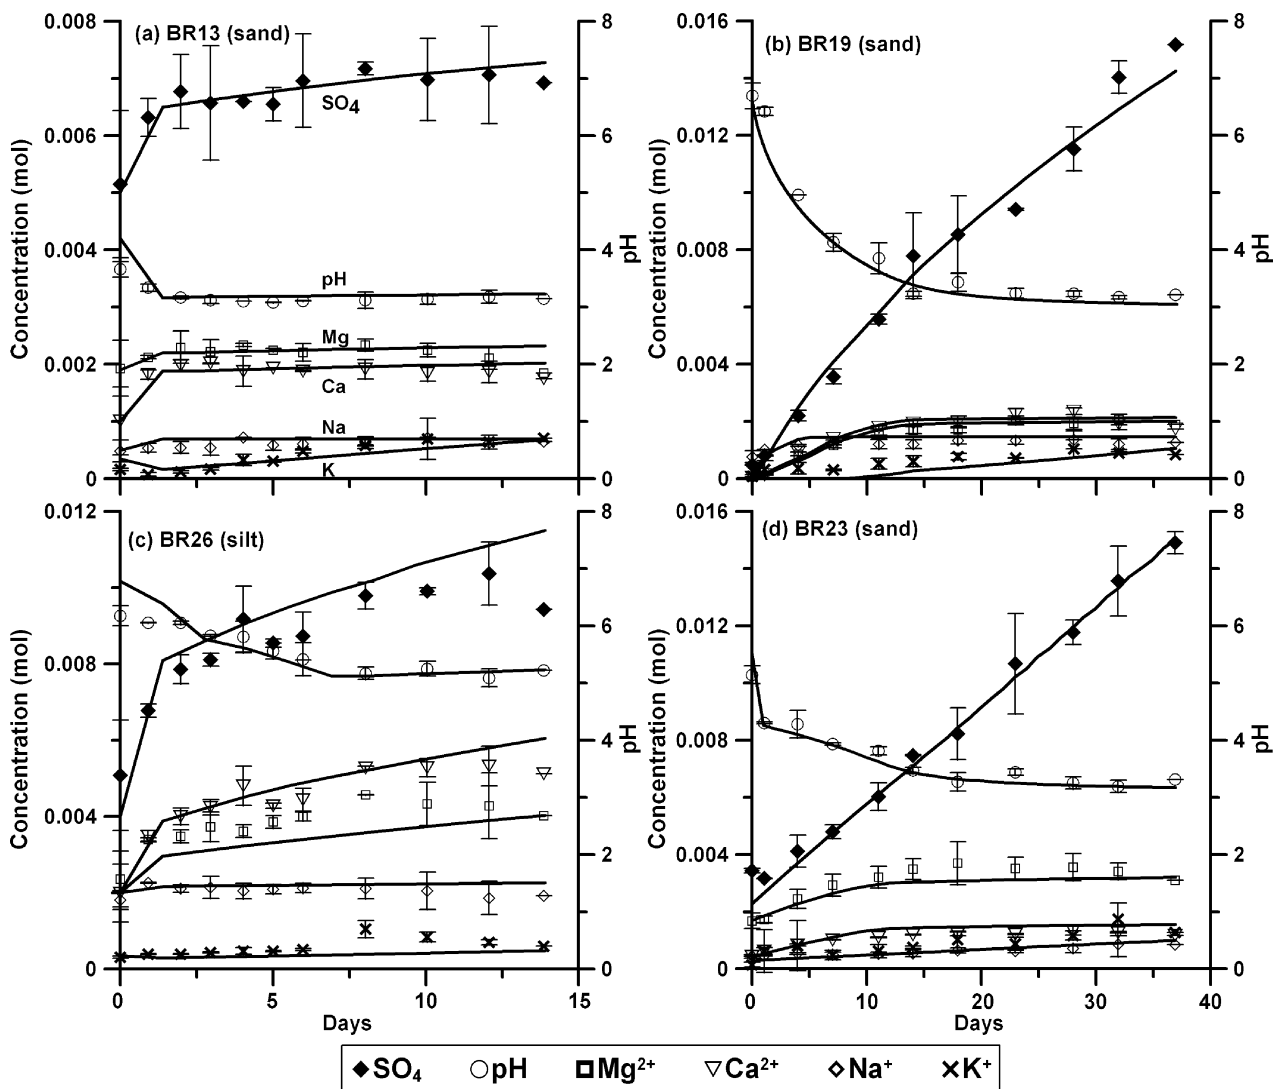 0.008
8
(a) BR13 (sand)
SO4
0.006
6
Concentration (mol)
pH
0.004
4
pH
Mg
0.002
2
Ca
Na
K
0
0
0.016
8
(b) BR19 (sand)
0.012
6
Concentration (mol)
pH
0.008
4
0.004
2
0
0
0.012
8
(c) BR26 (silt)
6
0.008
Concentration (mol)
pH
4
0.004
2
0
0
0 5 10 15
Days
0.016
8
(d) BR23 (sand)
0.012
6
Concentration (mol)
pH
0.008
4
0.004
2
0
0
0 10 20 30 40
Days
SO₄ pH Mg²⁺ Ca²⁺ Na⁺ K⁺